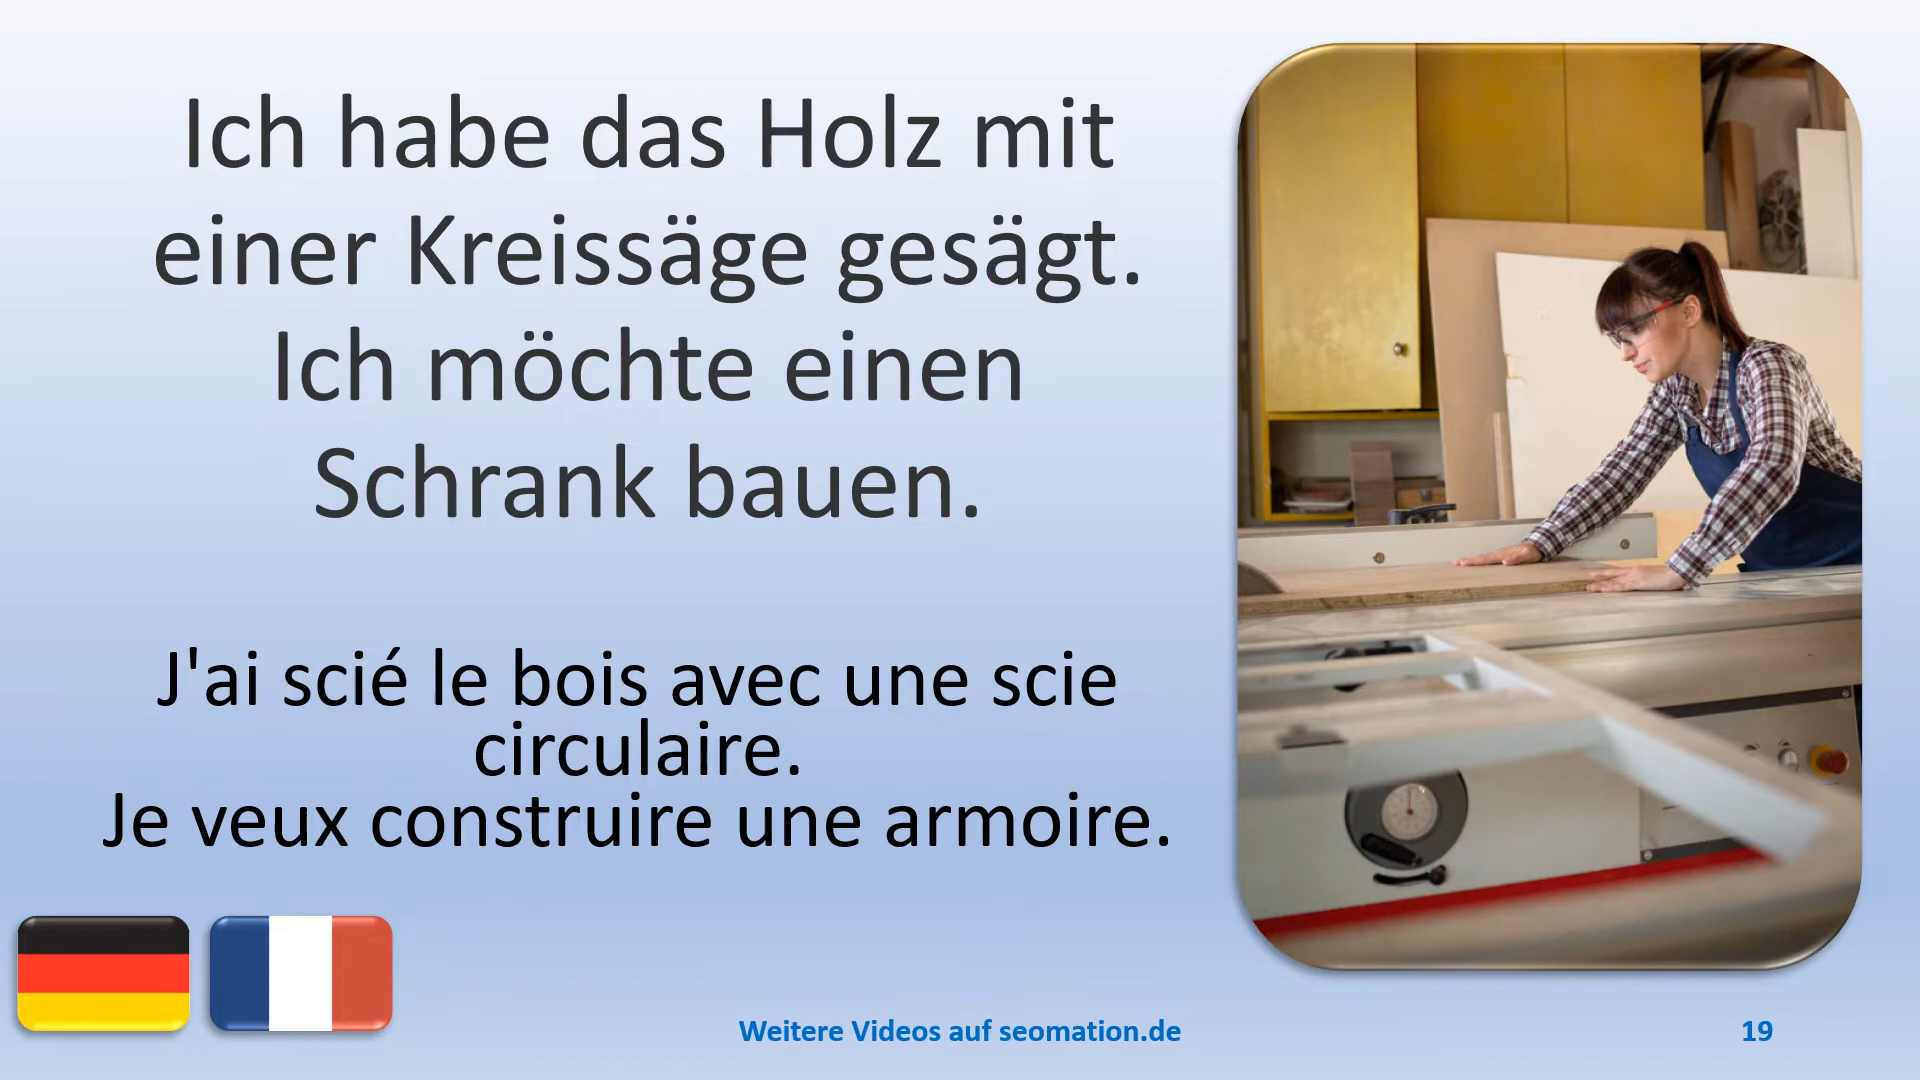 Ich habe das Holz mit
einer Kreissäge gesägt.
Ich möchte einen
Schrank bauen.
J'ai scié le bois avec une scie
circulaire.
Je veux construire une armoire.
Weitere Videos auf seomation.de
19